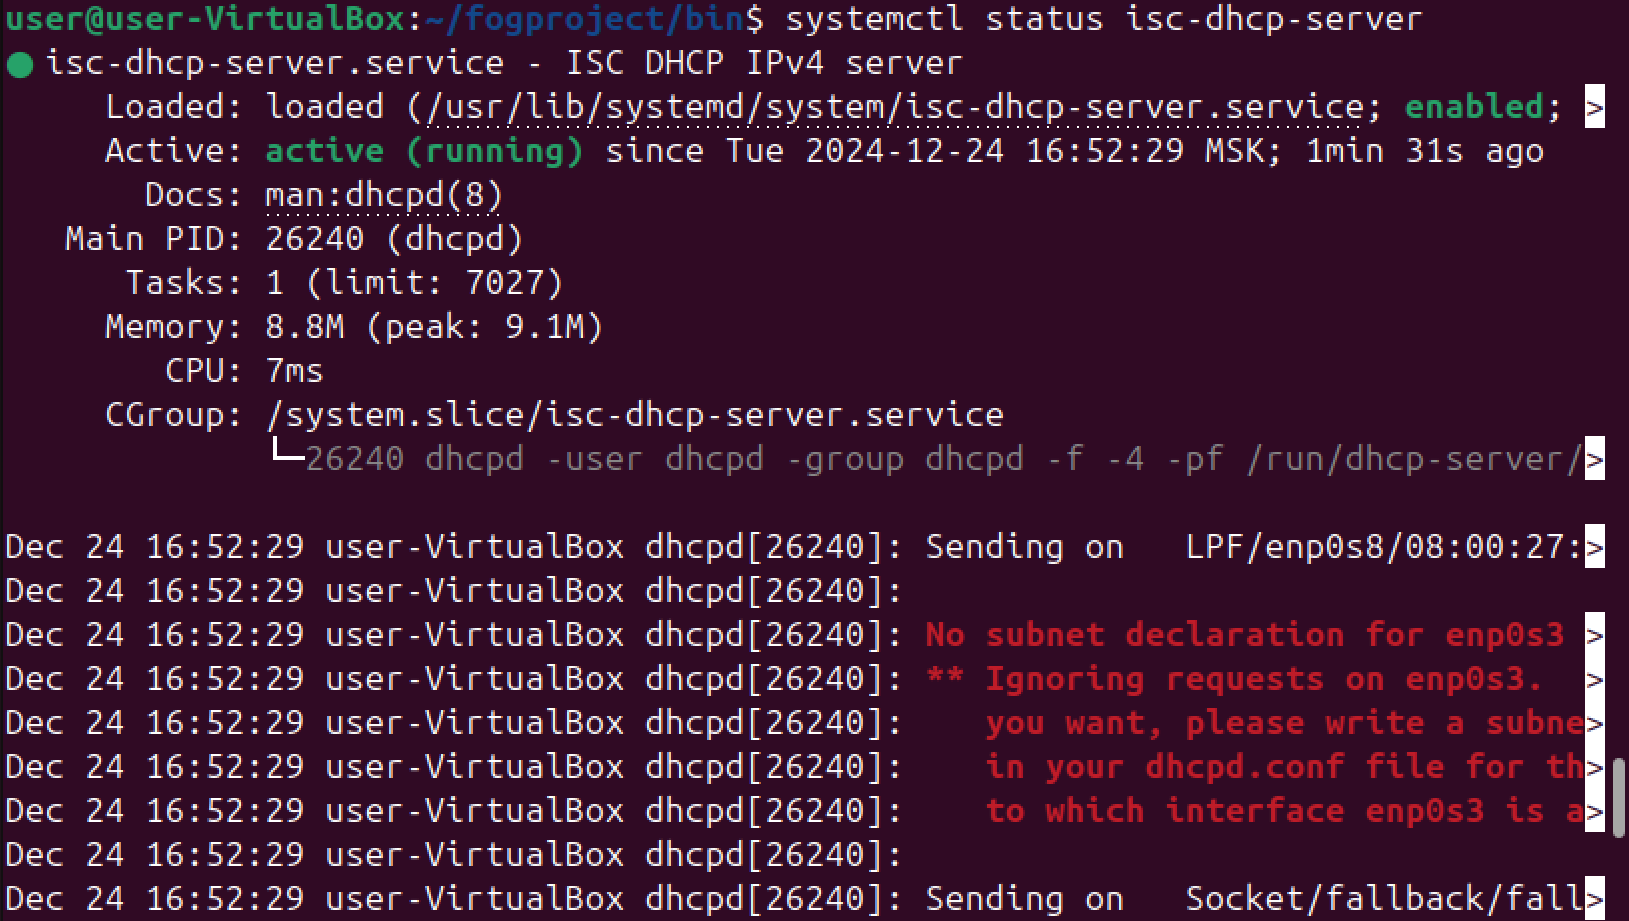 user@user-VirtualBox:~/fogproject/bin$ systemctl status isc-dhcp-server
● isc-dhcp-server.service - ISC DHCP IPv4 server
     Loaded: loaded (/usr/lib/systemd/system/isc-dhcp-server.service; enabled; >
     Active: active (running) since Tue 2024-12-24 16:52:29 MSK; 1min 31s ago
       Docs: man:dhcpd(8)
   Main PID: 26240 (dhcpd)
      Tasks: 1 (limit: 7027)
     Memory: 8.8M (peak: 9.1M)
        CPU: 7ms
     CGroup: /system.slice/isc-dhcp-server.service
             └─26240 dhcpd -user dhcpd -group dhcpd -f -4 -pf /run/dhcp-server/>

Dec 24 16:52:29 user-VirtualBox dhcpd[26240]: Sending on   LPF/enp0s8/08:00:27:>
Dec 24 16:52:29 user-VirtualBox dhcpd[26240]:
Dec 24 16:52:29 user-VirtualBox dhcpd[26240]: No subnet declaration for enp0s3 >
Dec 24 16:52:29 user-VirtualBox dhcpd[26240]: ** Ignoring requests on enp0s3.  >
Dec 24 16:52:29 user-VirtualBox dhcpd[26240]:    you want, please write a subne>
Dec 24 16:52:29 user-VirtualBox dhcpd[26240]:    in your dhcpd.conf file for th>
Dec 24 16:52:29 user-VirtualBox dhcpd[26240]:    to which interface enp0s3 is a>
Dec 24 16:52:29 user-VirtualBox dhcpd[26240]:
Dec 24 16:52:29 user-VirtualBox dhcpd[26240]: Sending on   Socket/fallback/fall>